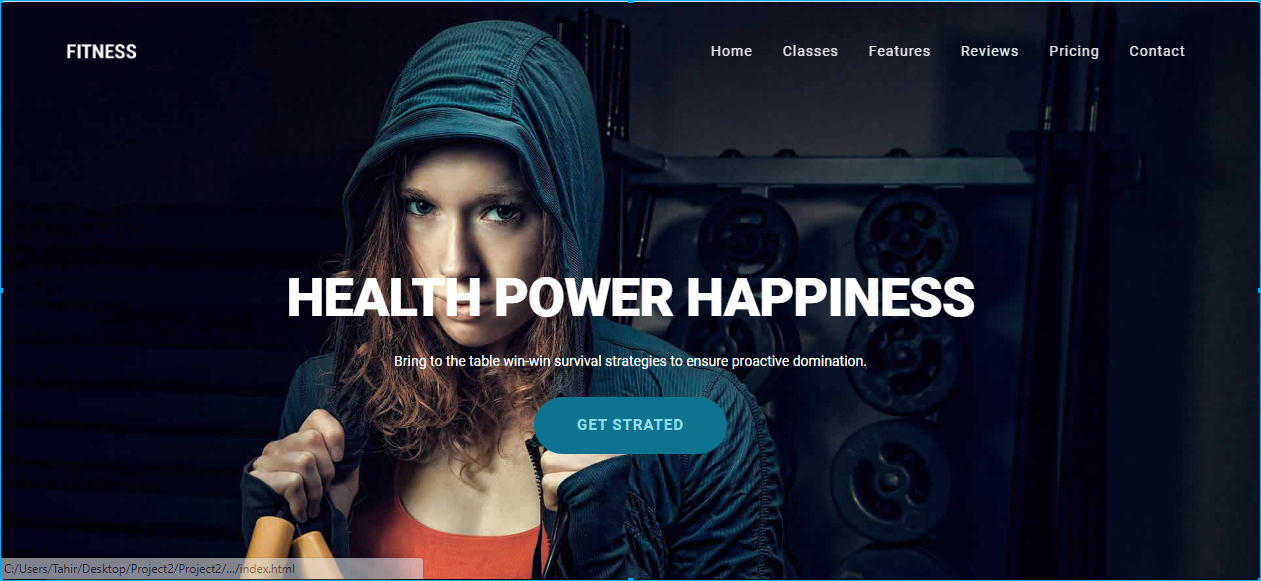 FITNESS
Home Classes Features Reviews Pricing Contact
HEALTH POWER HAPPINESS
Bring to the table win-win survival strategies to ensure proactive domination.
GET STRATED
C:/Users/Tahir/Desktop/Project2/Project2/.../index.html